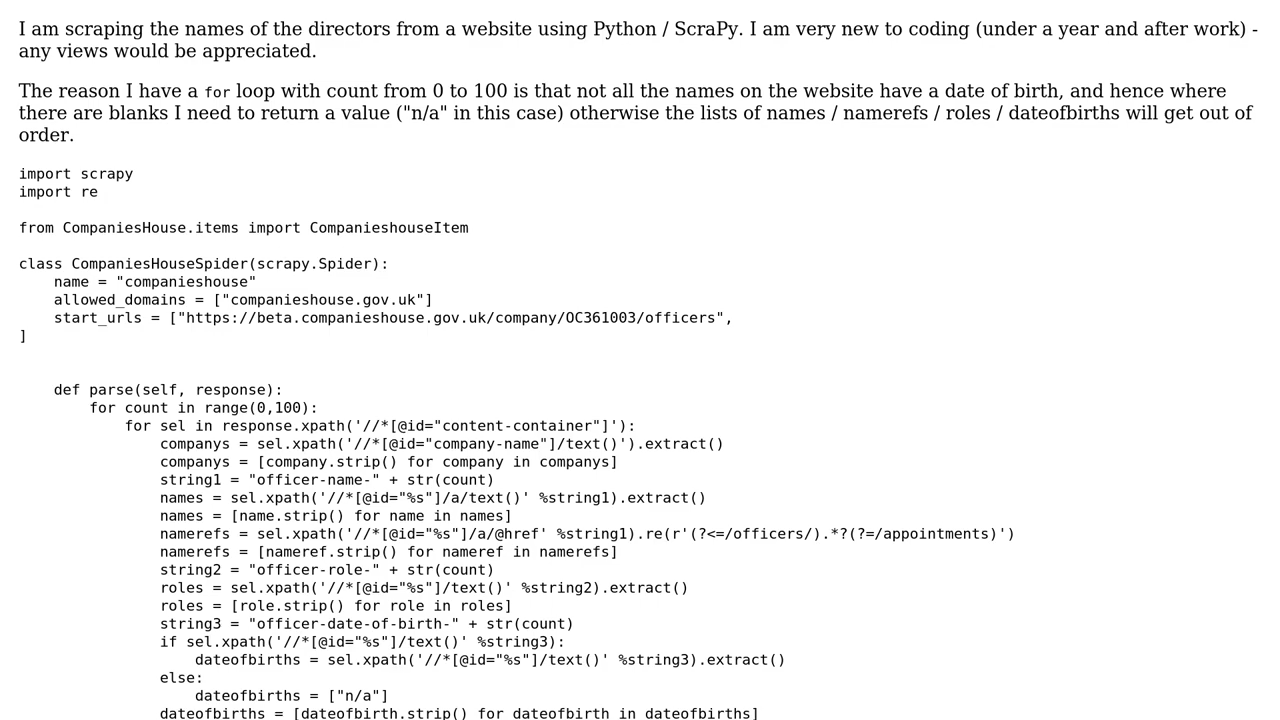 I am scraping the names of the directors from a website using Python / ScraPy. I am very new to coding (under a year and after work) -
any views would be appreciated.
The reason I have a for loop with count from 0 to 100 is that not all the names on the website have a date of birth, and hence where
there are blanks I need to return a value ("n/a" in this case) otherwise the lists of names / namerefs / roles / dateofbirths will get out of
order.
import scrapy
import re
from CompaniesHouse.items import CompanieshouseItem
class CompaniesHouseSpider(scrapy.Spider):
    name = "companieshouse"
    allowed_domains = ["companieshouse.gov.uk"]
    start_urls = ["https://beta.companieshouse.gov.uk/company/OC361003/officers",
]
    def parse(self, response):
        for count in range(0,100):
            for sel in response.xpath('//*[@id="content-container"]'):
                companys = sel.xpath('//*[@id="company-name"]/text()').extract()
                companys = [company.strip() for company in companys]
                string1 = "officer-name-" + str(count)
                names = sel.xpath('//*[@id="%s"]/a/text()' %string1).extract()
                names = [name.strip() for name in names]
                namerefs = sel.xpath('//*[@id="%s"]/a/@href' %string1).re(r'(?<=/officers/).*?(?=/appointments)')
                namerefs = [nameref.strip() for nameref in namerefs]
                string2 = "officer-role-" + str(count)
                roles = sel.xpath('//*[@id="%s"]/text()' %string2).extract()
                roles = [role.strip() for role in roles]
                string3 = "officer-date-of-birth-" + str(count)
                if sel.xpath('//*[@id="%s"]/text()' %string3):
                    dateofbirths = sel.xpath('//*[@id="%s"]/text()' %string3).extract()
                else:
                    dateofbirths = ["n/a"]
                dateofbirths = [dateofbirth.strip() for dateofbirth in dateofbirths]